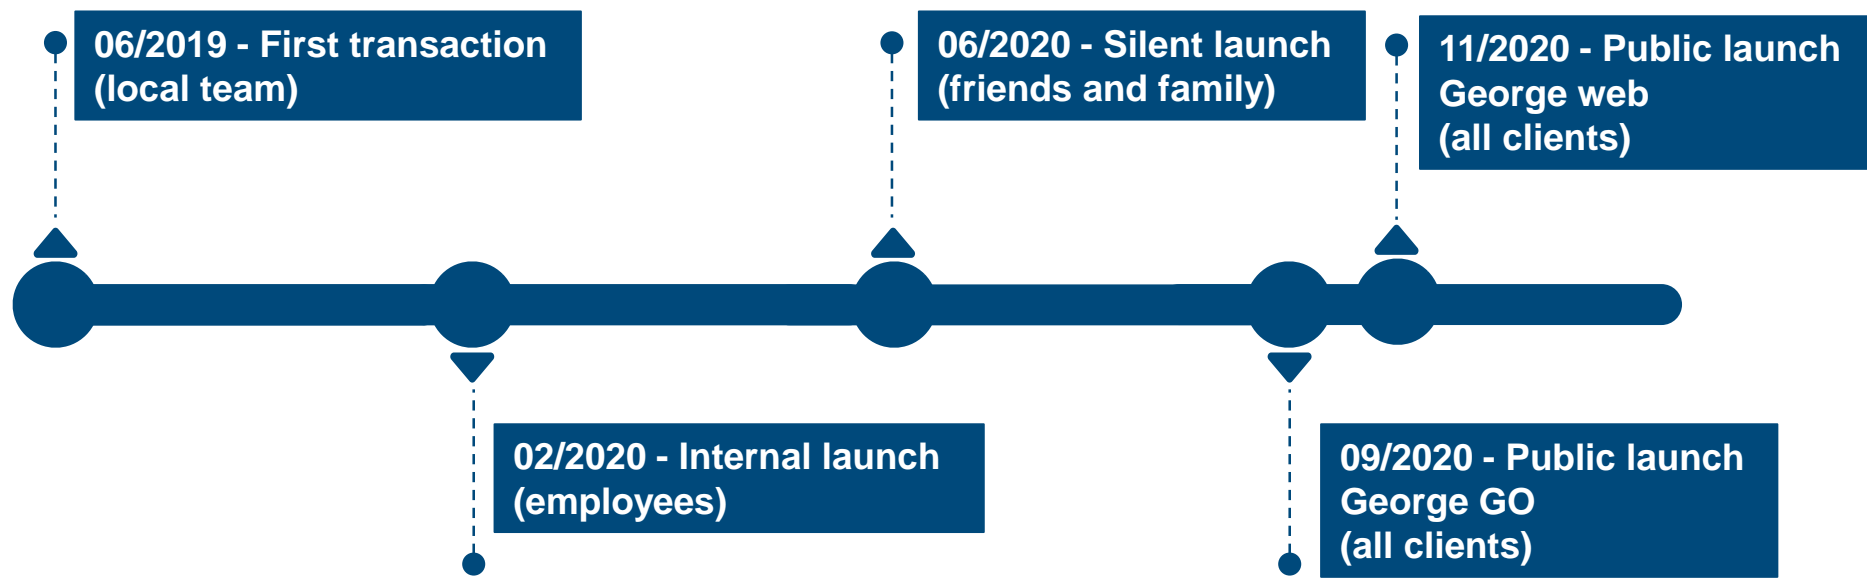 06/2019 - First transaction
(local team)
06/2020 - Silent launch
(friends and family)
11/2020 - Public launch
George web
(all clients)
02/2020 - Internal launch
(employees)
09/2020 - Public launch
George GO
(all clients)